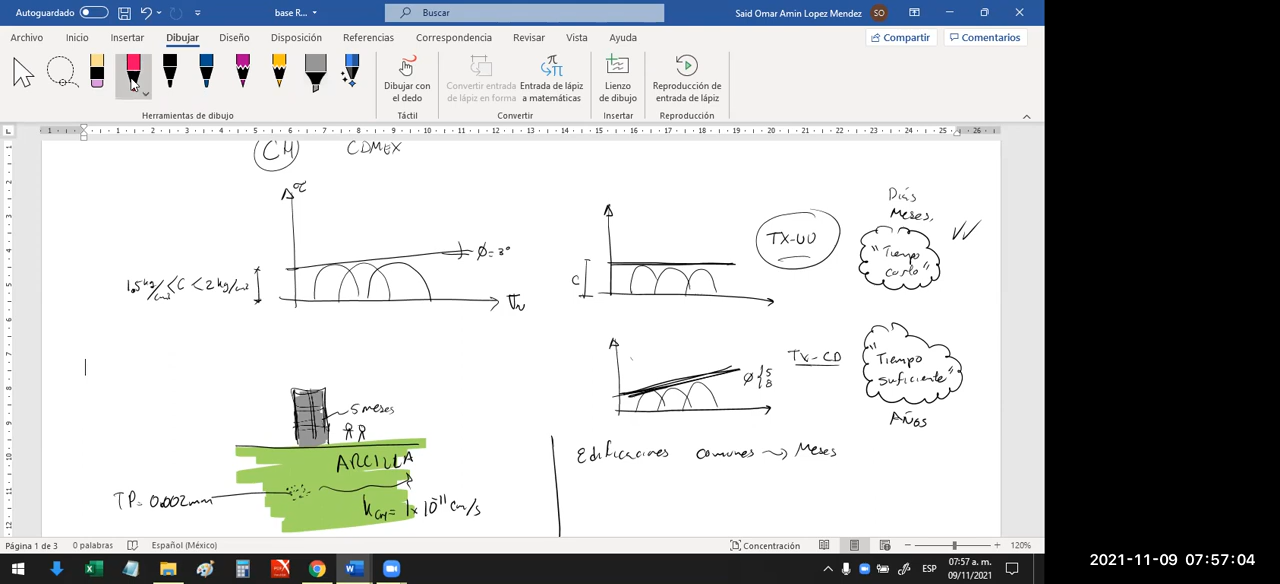 Autoguardado
base R...
Buscar
Said Omar Amin Lopez Mendez
SO
Archivo
Inicio
Insertar
Dibujar
Diseño
Disposición
Referencias
Correspondencia
Revisar
Vista
Ayuda
Compartir
Comentarios
Dibujar con el dedo
Convertir entrada de lápiz en forma
Entrada de lápiz a matemáticas
Lienzo de dibujo
Reproducción de entrada de lápiz
Herramientas de dibujo
Táctil
Convertir
Insertar
Reproducción
CH CDMEX
φ=3°
1.5 kg/cm² < C < 2 kg/cm²
C
TX-UU
Días
Meses,
"Tiempo
corto"
TX-CD
φ { 5
8
"Tiempo
suficiente"
AÑOS
5 meses
ARCILLA
TP=0.002mm
1×10⁻¹¹ cm/s
Edificaciones comunes → Meses
Página 1 de 3
0 palabras
Español (México)
Concentración
120%
ESP
07:57 a. m.
09/11/2021
2021-11-09 07:57:04